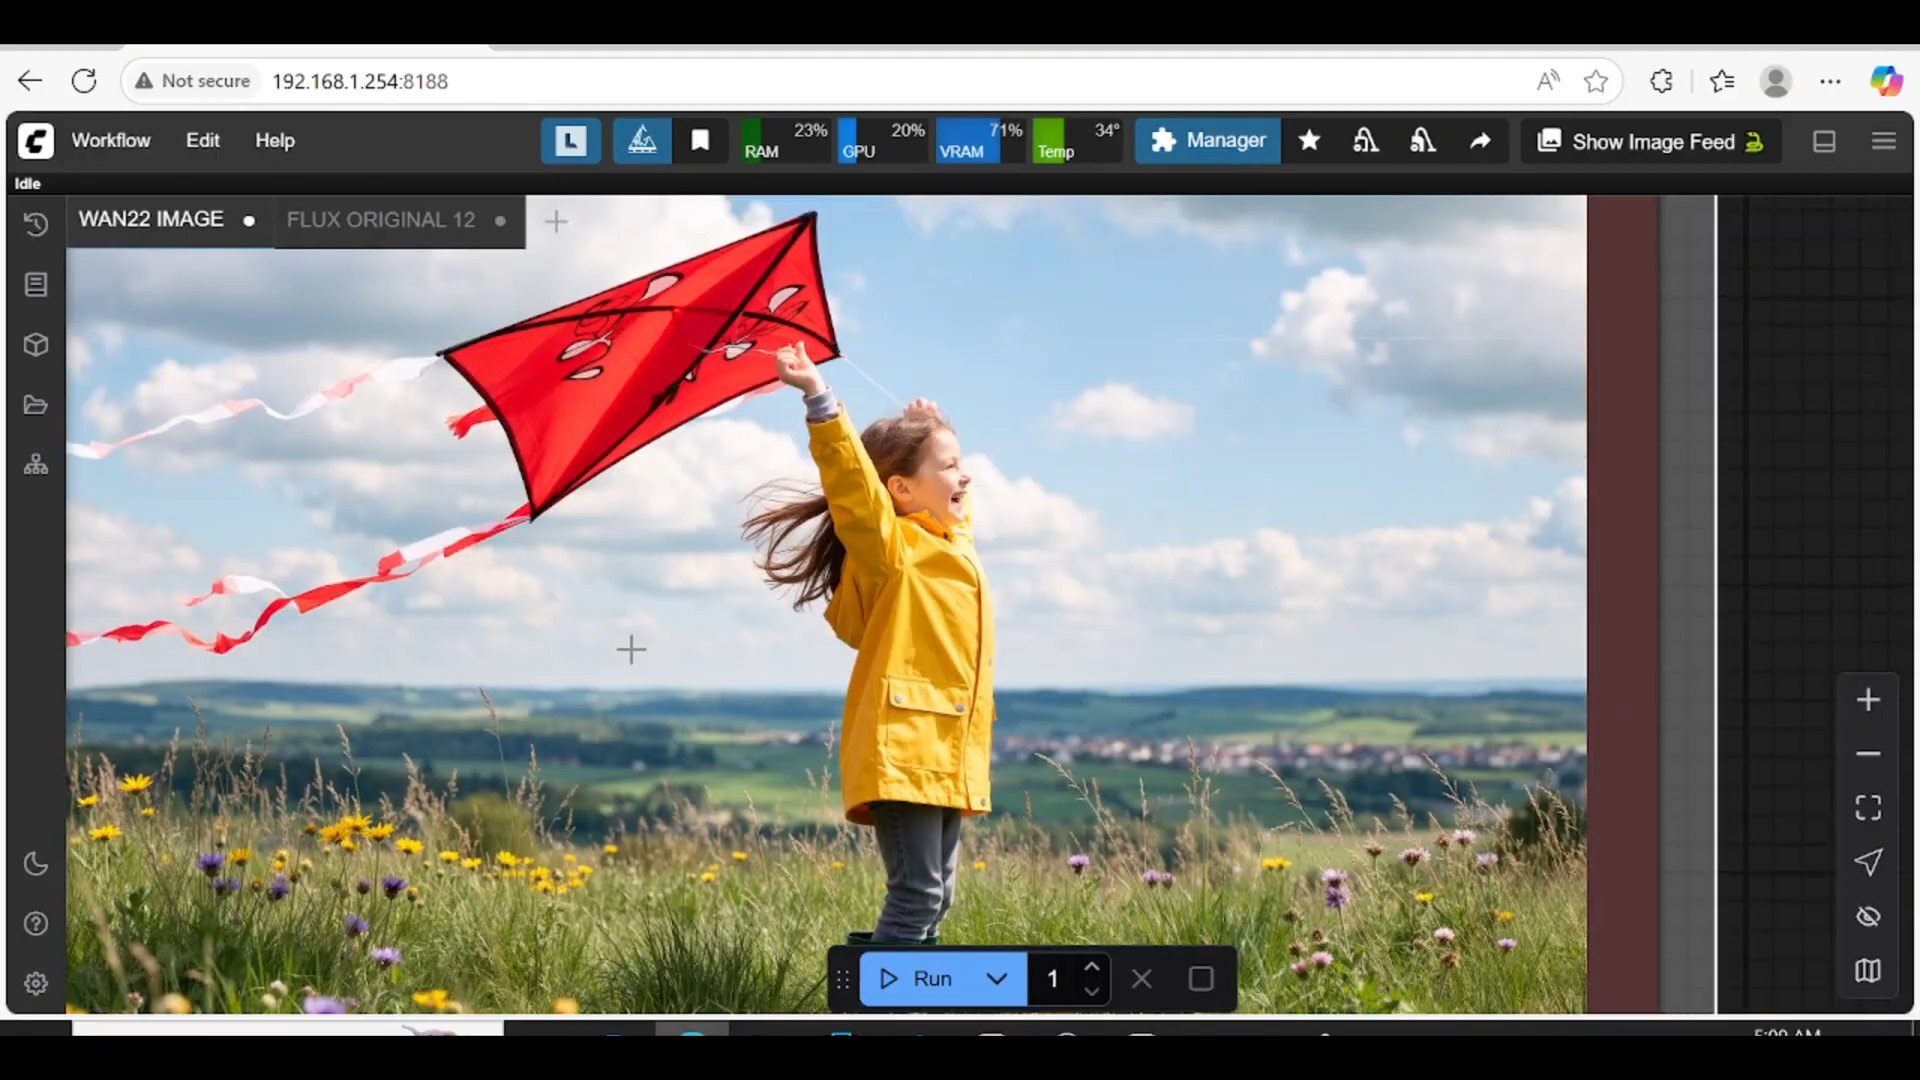 Not secure 192.168.1.254:8188
Workflow Edit Help
L
23% RAM
20% GPU
71% VRAM
34° Temp
Manager
Show Image Feed
Idle
WAN22 IMAGE
FLUX ORIGINAL 12
Run
1